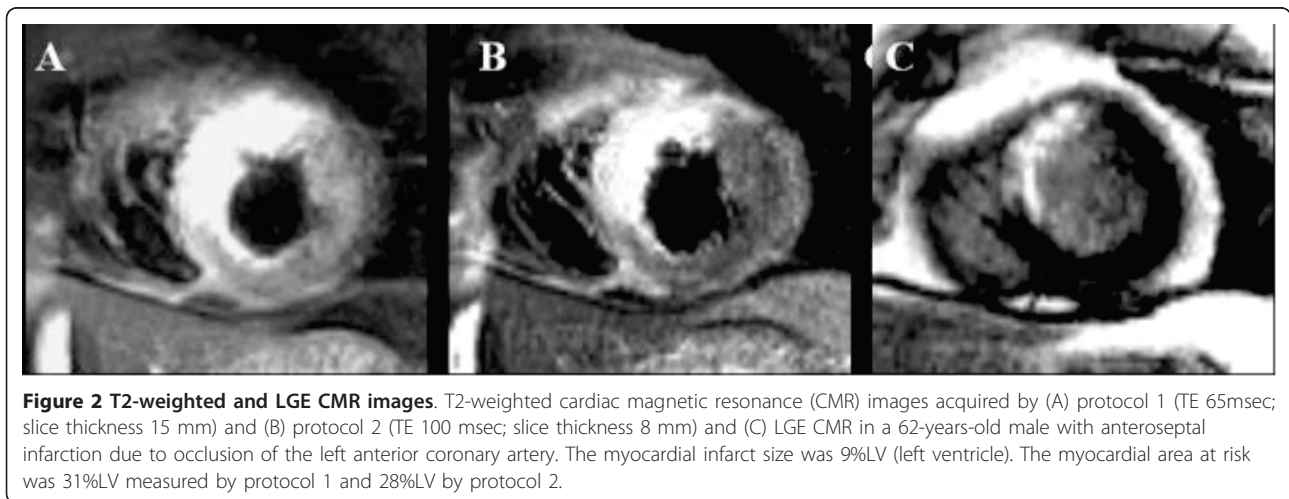 A
B
C
Figure 2 T2-weighted and LGE CMR images. T2-weighted cardiac magnetic resonance (CMR) images acquired by (A) protocol 1 (TE 65msec;
slice thickness 15 mm) and (B) protocol 2 (TE 100 msec; slice thickness 8 mm) and (C) LGE CMR in a 62-years-old male with anteroseptal
infarction due to occlusion of the left anterior coronary artery. The myocardial infarct size was 9%LV (left ventricle). The myocardial area at risk
was 31%LV measured by protocol 1 and 28%LV by protocol 2.